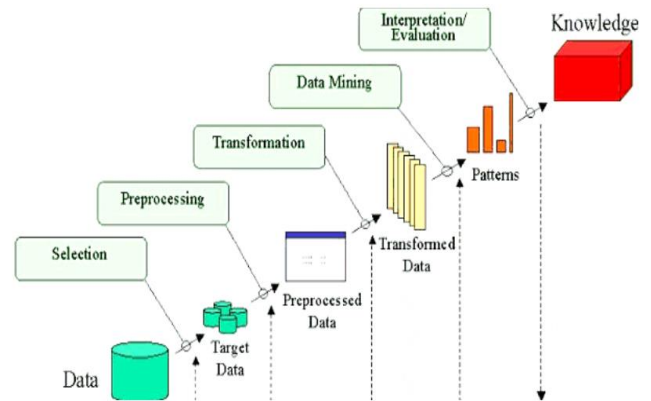 Interpretation/
Evaluation
Knowledge
Data Mining
Transformation
Patterns
Preprocessing
Transformed
Data
Selection
Preprocessed
Data
Target
Data
Data